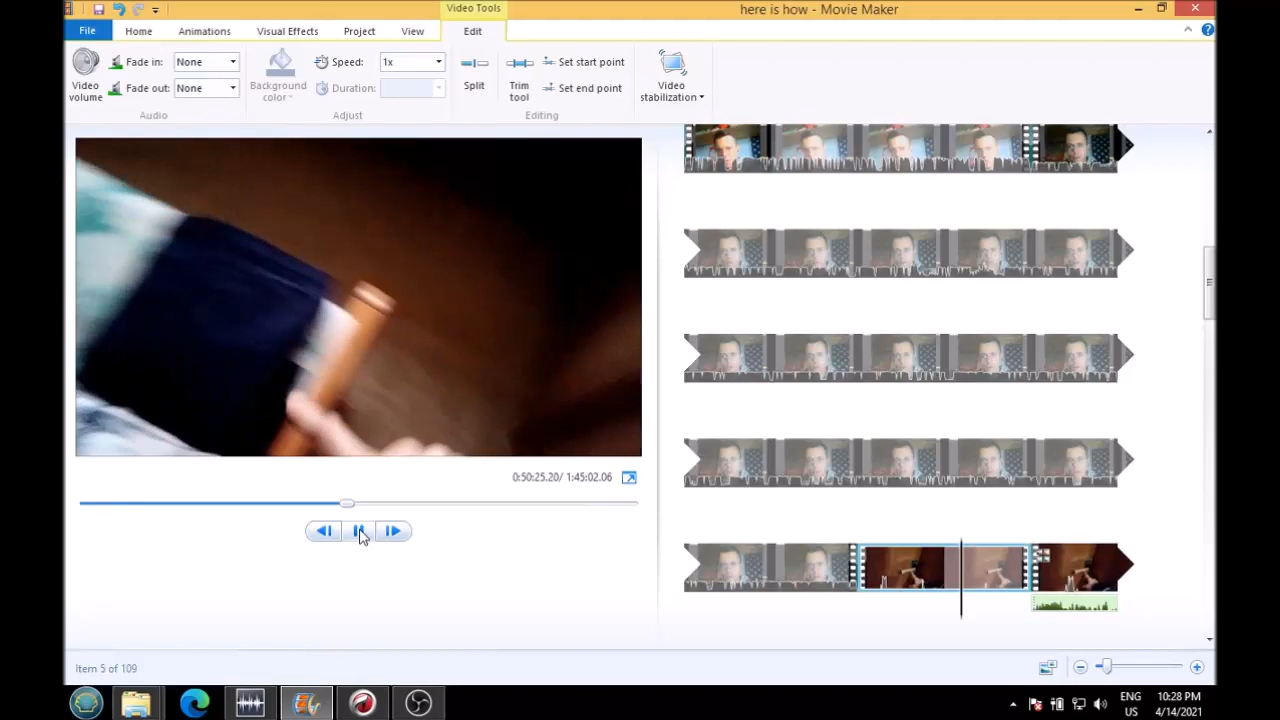 Video Tools
here is how - Movie Maker
File Home Animations Visual Effects Project View Edit
Fade in: None
Speed: 1x
Set start point
Video volume
Fade out: None
Background color
Duration:
Split
Trim tool
Set end point
Video stabilization
Audio
Adjust
Editing
0:50:25.20/ 1:45:02.06
Item 5 of 109
ENG 10:28 PM
US 4/14/2021